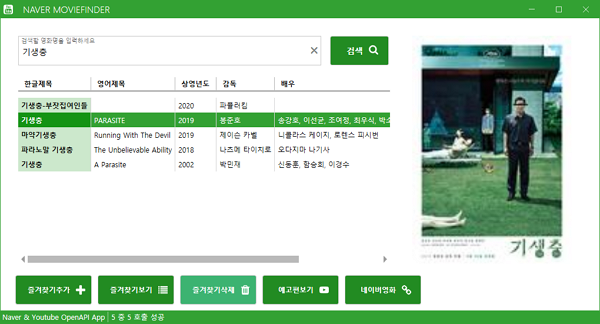 NAVER MOVIEFINDER
검색할 영화명을 입력하세요
기생충
검색
한글제목 영어제목 상영년도 감독 배우
기생충-부잣집여인들 2020 파블러킴
기생충 PARASITE 2019 봉준호 송강호, 이선균, 조여정, 최우식, 박소
마약기생충 Running With The Devil 2019 제이슨 카벨 니콜라스 케이지, 로렌스 피시번
파라노말 기생충 The Unbelievable Ability 2018 나즈메 타이지로 오다지마 나기사
기생충 A Parasite 2002 박민재 신동훈, 함승희, 이경수
기생충
즐겨찾기추가 즐겨찾기보기 즐겨찾기삭제 예고편보기 네이버영화
Naver & Youtube OpenAPI App 5 중 5 호출 성공